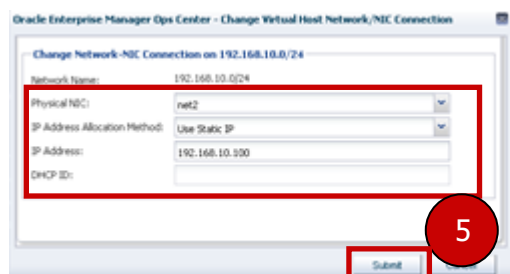 Oracle Enterprise Manager Ops Center - Change Virtual Host Network/NIC Connection
Change Network-NIC Connection on 192.168.10.0/24
Network Name: 192.168.10.0/24
Physical NIC: net2
IP Address Allocation Method: Use Static IP
IP Address: 192.168.10.100
DHCP ID:
5
Submit